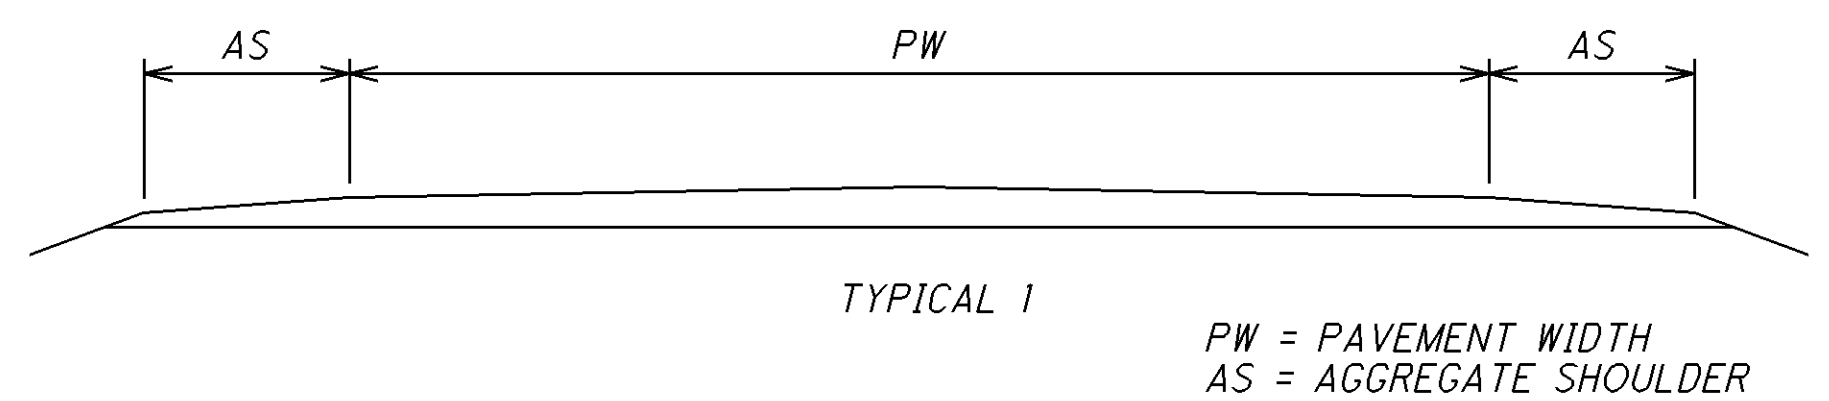 AS PW AS
TYPICAL 1
PW = PAVEMENT WIDTH
AS = AGGREGATE SHOULDER